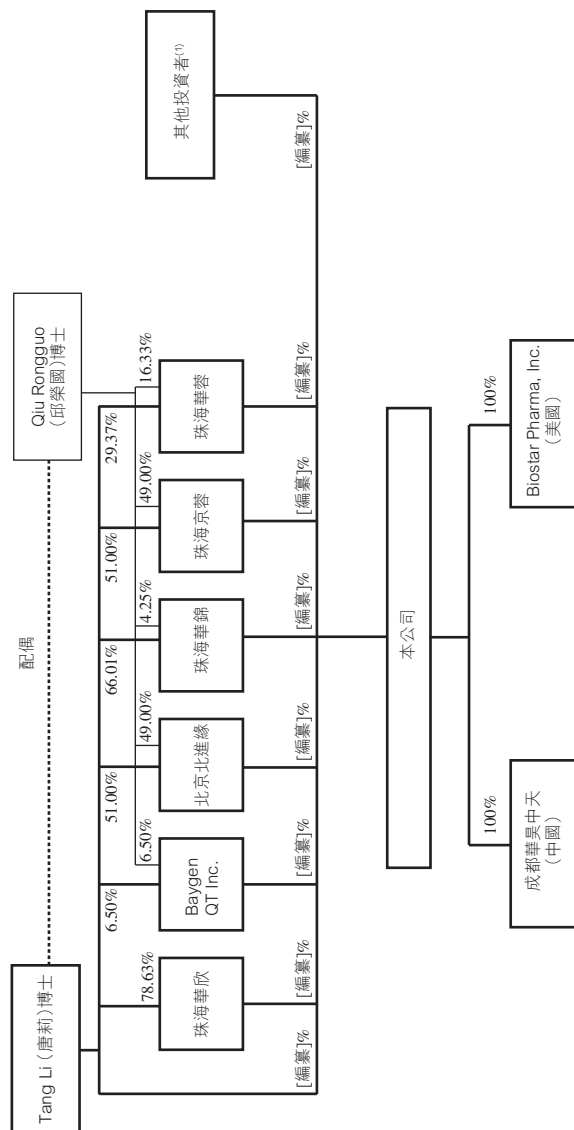 配偶
Tang Li (唐莉)博士
Qiu Rongguo
(邱榮國)博士
其他投資者(1)
78.63%
6.50%
6.50%
51.00%
49.00%
66.01%
4.25%
51.00%
49.00%
29.37%
16.33%
珠海華欣
Baygen
QT Inc.
北京北進緣
珠海華錦
珠海京蓉
珠海華蓉
[編纂]%
[編纂]%
[編纂]%
[編纂]%
[編纂]%
[編纂]%
[編纂]%
[編纂]%
本公司
100%
100%
成都華昊中天
(中國)
Biostar Pharma, Inc.
(美國)